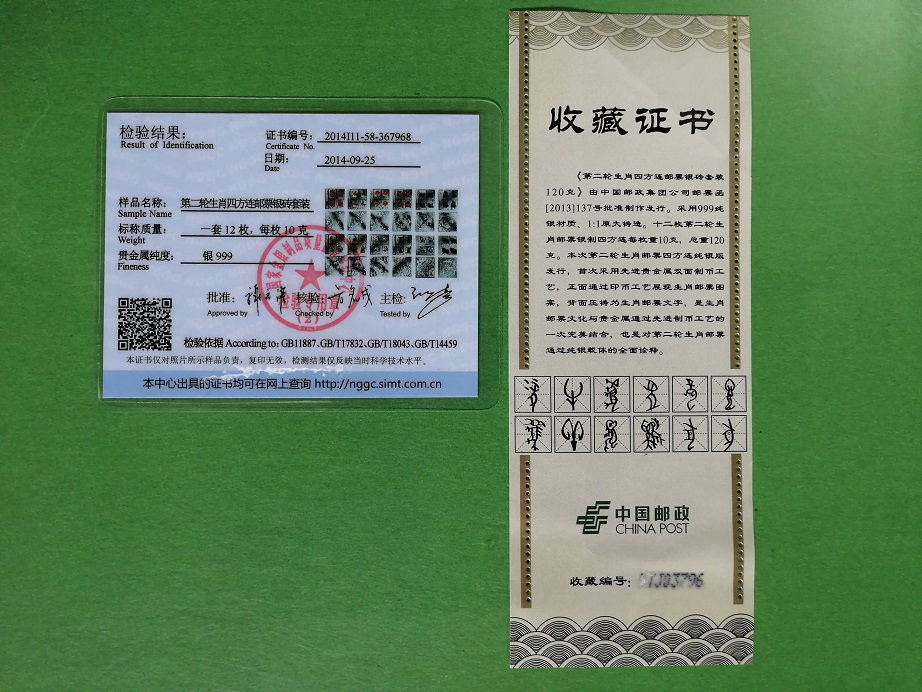 检验结果：
Result of Identification
证书编号： 2014I11-58-367968
Certificate No.
日期： 2014-09-25
Date
样品名称： 第二轮生肖四方连邮票银砖套装
Sample Name
标称质量： 一套 12 枚，每枚 10 克
Weight
贵金属纯度： 银 999
Fineness
批准： 核验： 主检：
Approved by Checked by Tested by
检验依据 According to: GB11887、GB/T17832、GB/T18043、GB/T14459
本证书仅对照片所示样品负责，复印无效，检测结果仅反映当时科学技术水平。
本中心出具的证书均可在网上查询 http://nggc.simt.com.cn
收藏证书
《第二轮生肖四方连邮票银砖套装
120克》由中国邮政集团公司邮票函
[2013]137号批准制作发行。采用999纯
银材质、1:1原大铸造。十二枚第二轮生
肖邮票银制四方连每枚重10克，总重120
克。本次第二轮生肖邮票四方连纯银版
发行，首次采用先进贵金属双面制币工
艺，正面通过印币工艺展现生肖邮票图
案，背面压铸为生肖邮票文字，是生肖
邮票文化与贵金属通过先进制币工艺的
一次完美结合，也是对第二轮生肖邮票
通过纯银载体的全面诠释。
中国邮政
CHINA POST
收藏编号：